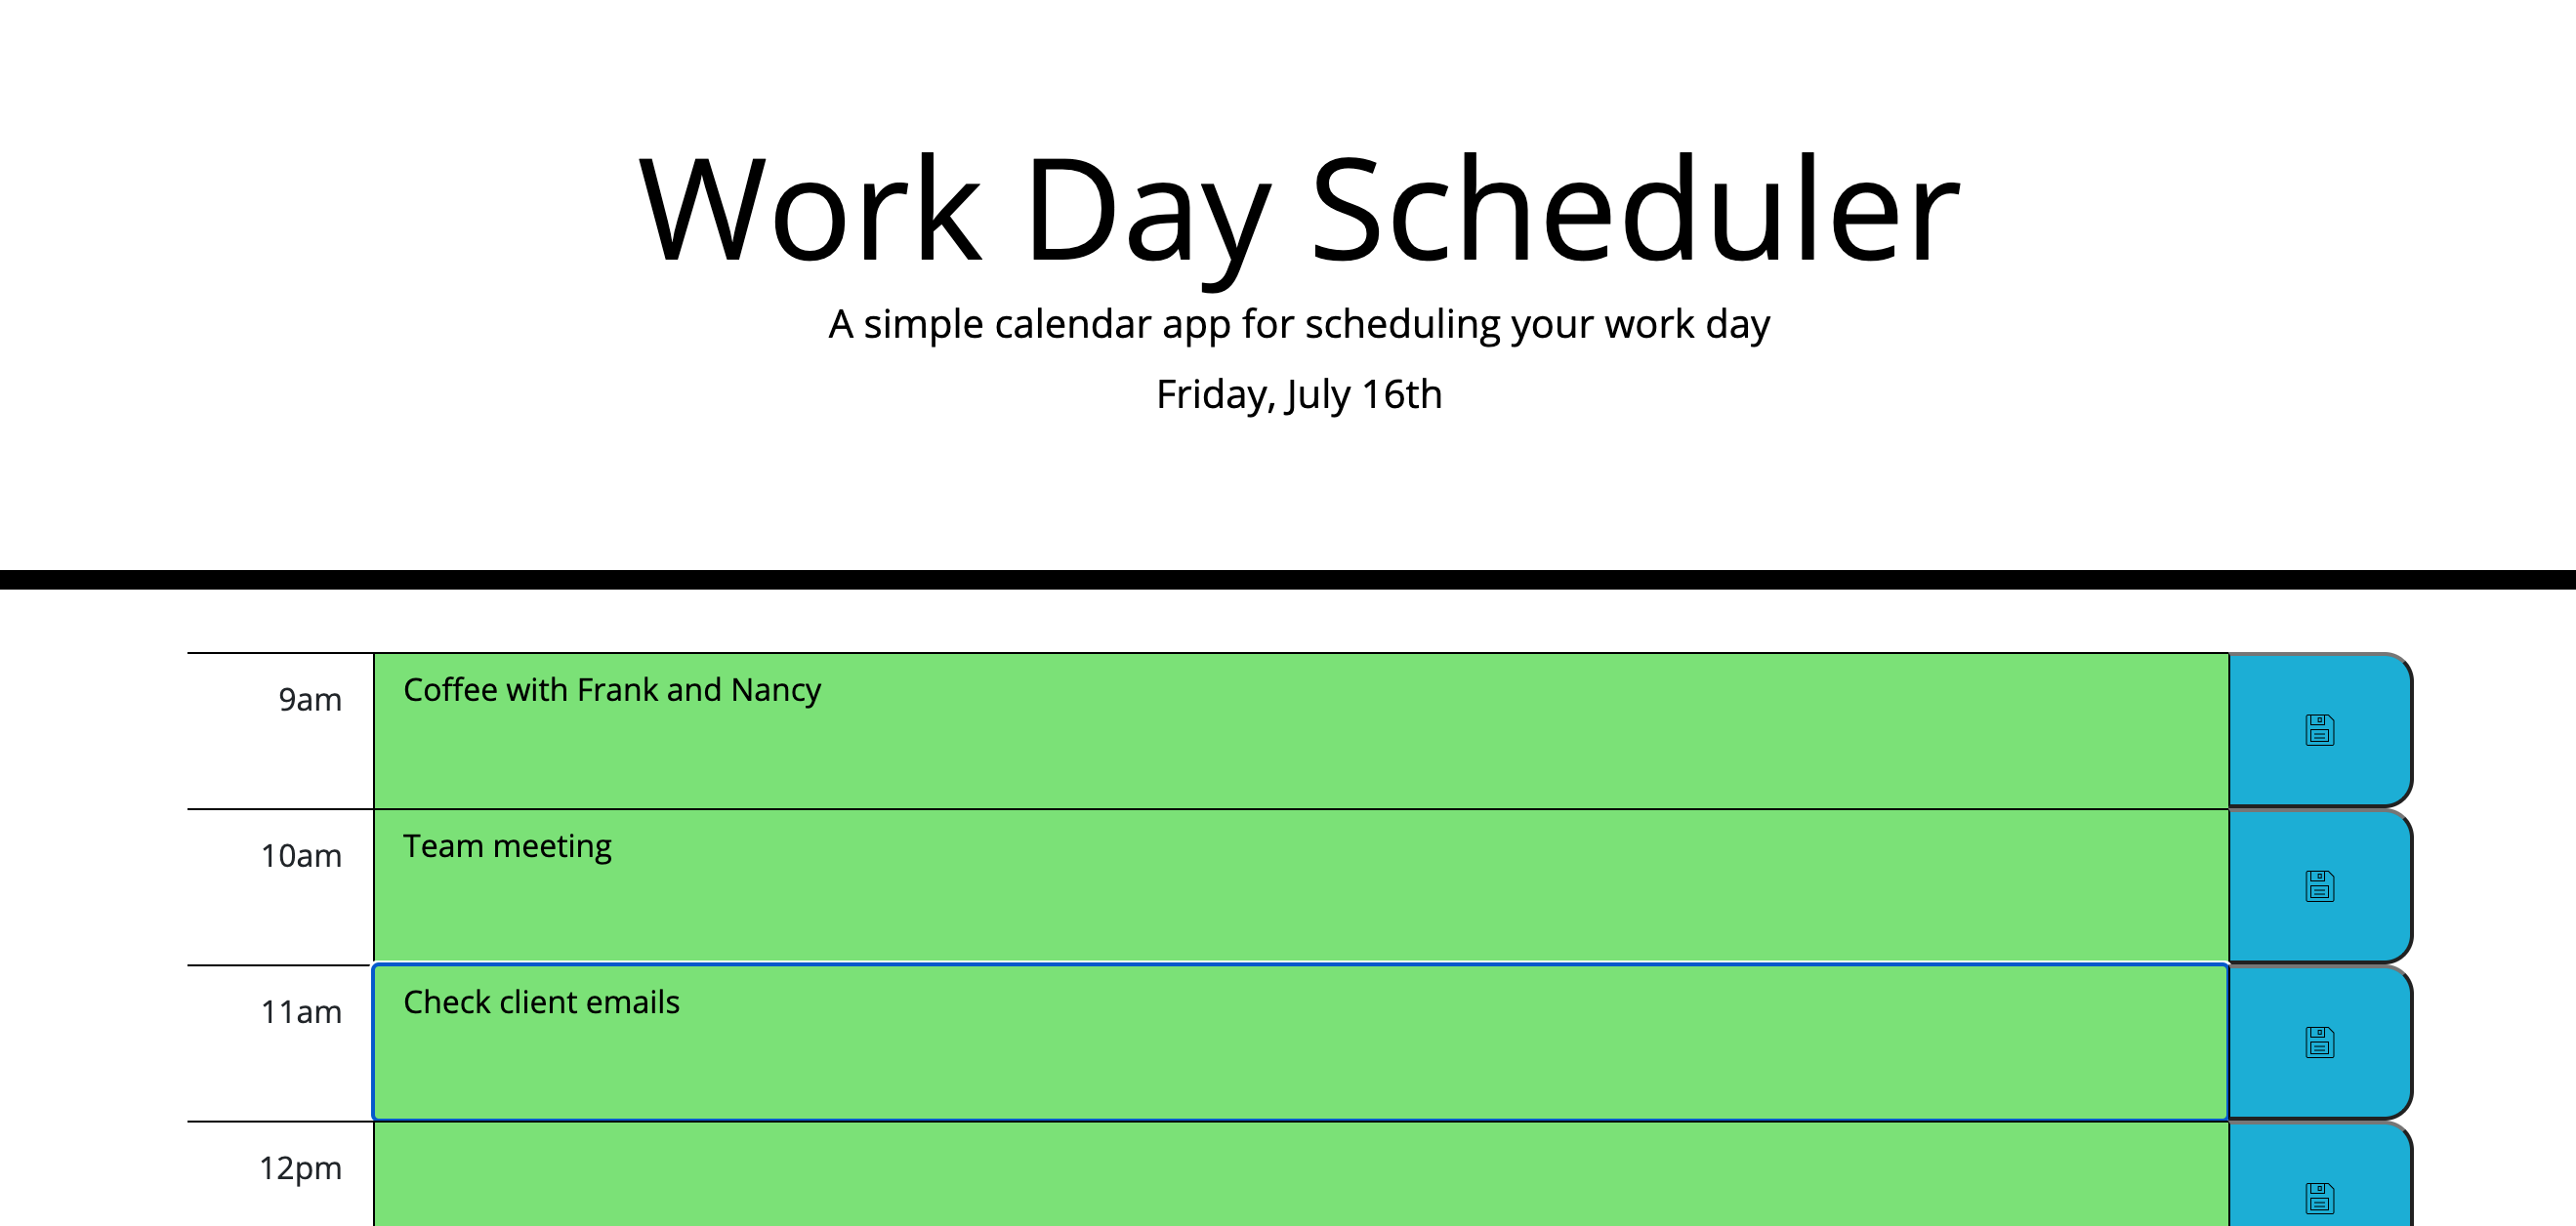 Work Day Scheduler
A simple calendar app for scheduling your work day
Friday, July 16th
9am
Coffee with Frank and Nancy
10am
Team meeting
11am
Check client emails
12pm